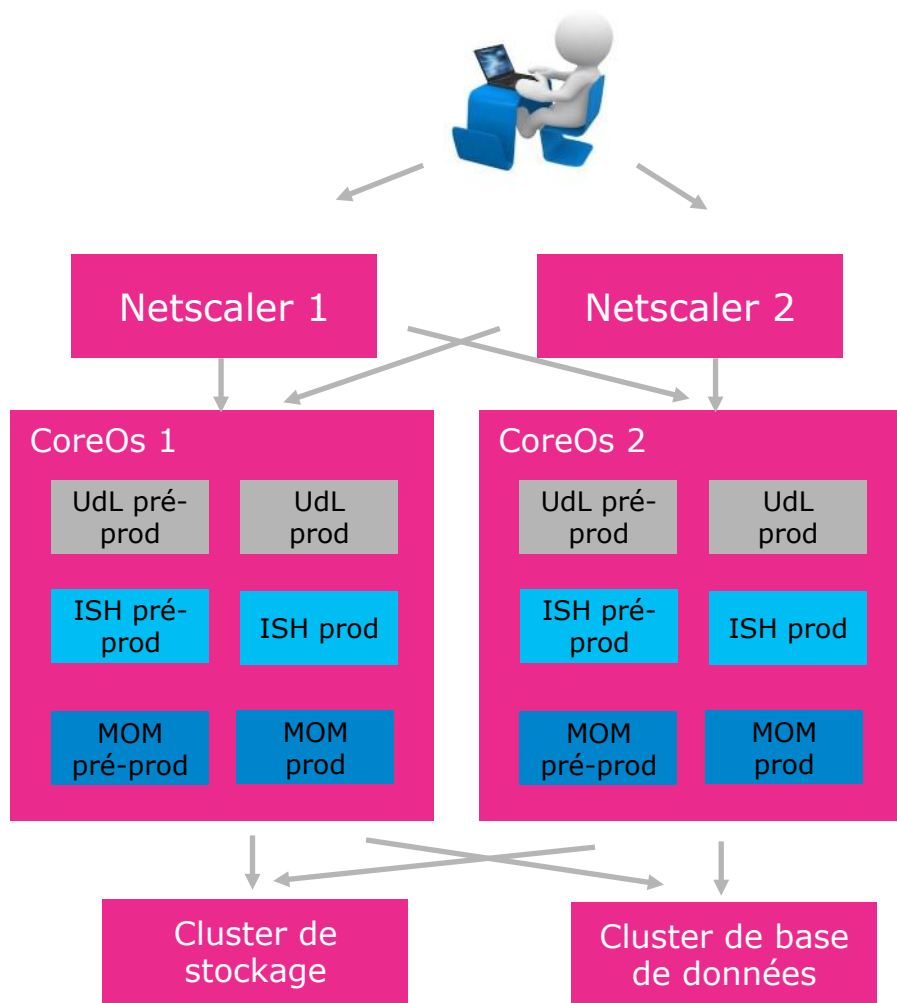 Netscaler 1
Netscaler 2
CoreOs 1
UdL pré-
prod
UdL
prod
ISH pré-
prod
ISH prod
MOM
pré-prod
MOM
prod
CoreOs 2
UdL pré-
prod
UdL
prod
ISH pré-
prod
ISH prod
MOM
pré-prod
MOM
prod
Cluster de
stockage
Cluster de base
de données